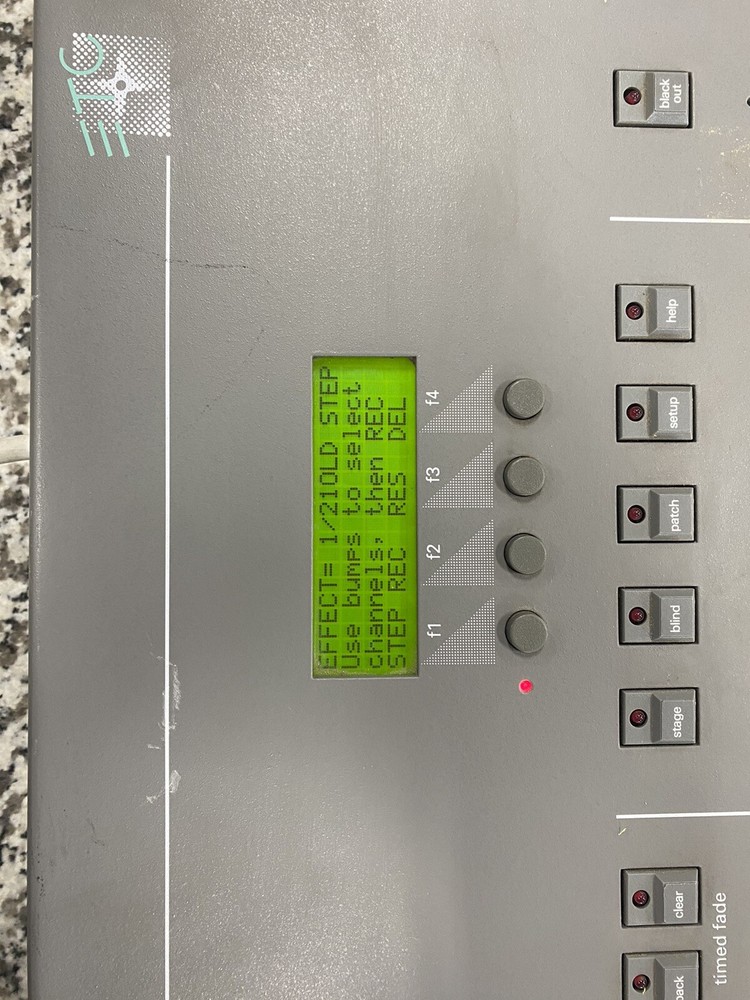 ETC
EFFECT= 1/210LD STEP
Use bumps to select
channels, then REC
STEP REC RES DEL
f1 f2 f3 f4
clear stage blind patch setup help black
out
timed fade